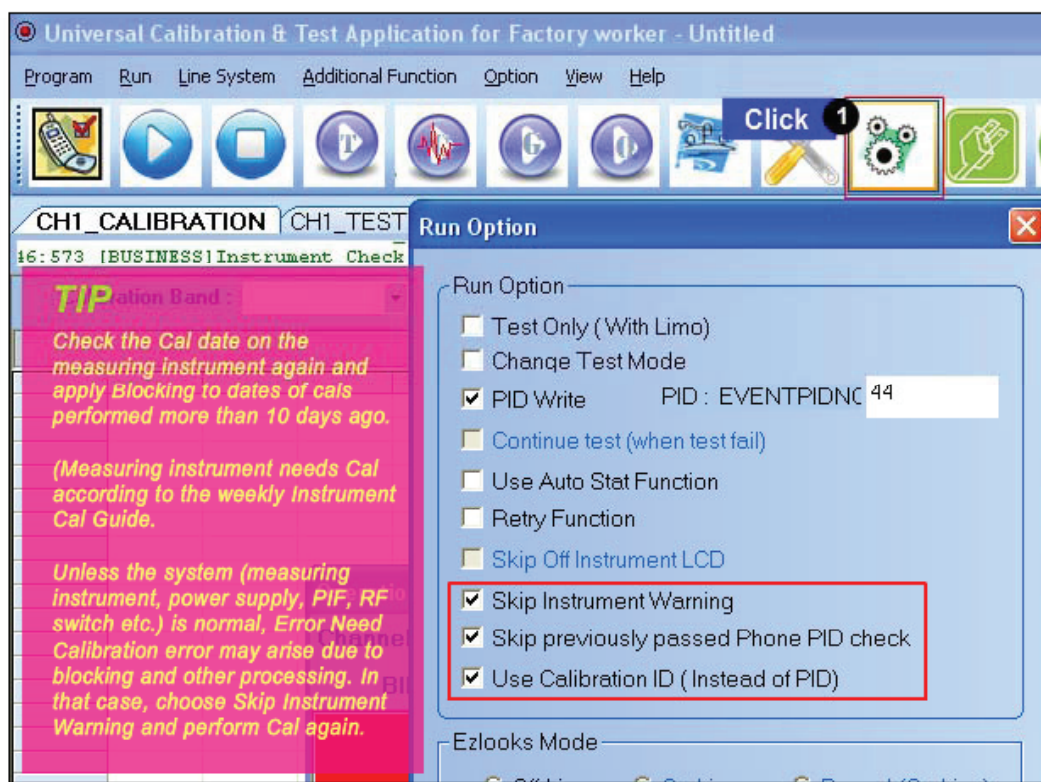 Universal Calibration & Test Application for Factory worker - Untitled
Program Run Line System Additional Function Option View Help
Click 1
T G
CH1_CALIBRATION CH1_TEST
46:573 [BUSINESS]Instrument Check
Run Option
Run Option
Test Only (With Limo)
Change Test Mode
PID Write PID : EVENTPIDNO 44
Continue test (when test fail)
Use Auto Stat Function
Retry Function
Skip Off Instrument LCD
Skip Instrument Warning
Skip previously passed Phone PID check
Use Calibration ID ( Instead of PID)
Ezlooks Mode
TIP
ration Band :
Check the Cal date on the
measuring instrument again and
apply Blocking to dates of cals
performed more than 10 days ago.
(Measuring instrument needs Cal
according to the weekly Instrument
Cal Guide.
Unless the system (measuring
instrument, power supply, PIF, RF
switch etc.) is normal, Error Need
Calibration error may arise due to
blocking and other processing. In
that case, choose Skip Instrument
Warning and perform Cal again.
Channel